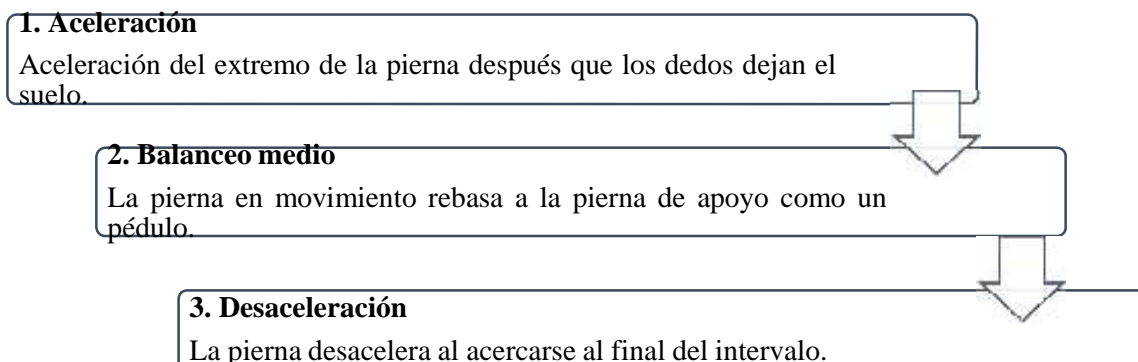 1. Aceleración
Aceleración del extremo de la pierna después que los dedos dejan el
suelo.
2. Balanceo medio
La pierna en movimiento rebasa a la pierna de apoyo como un
pédulo.
3. Desaceleración
La pierna desacelera al acercarse al final del intervalo.